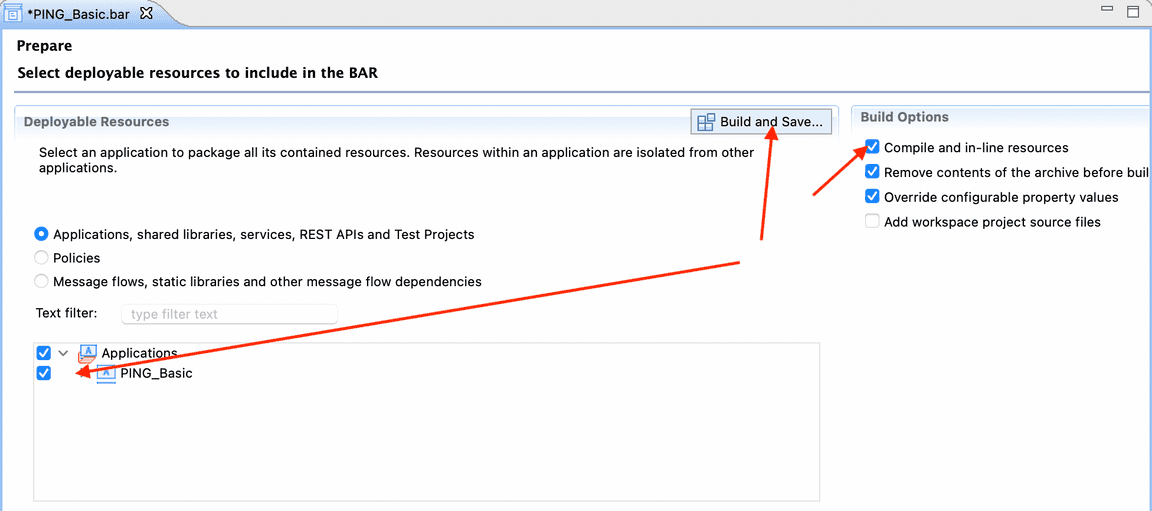 *PING_Basic.bar
Prepare
Select deployable resources to include in the BAR
Deployable Resources
Build and Save...
Select an application to package all its contained resources. Resources within an application are isolated from other
applications.
Applications, shared libraries, services, REST APIs and Test Projects
Policies
Message flows, static libraries and other message flow dependencies
Text filter:
type filter text
Applications
PING_Basic
Build Options
Compile and in-line resources
Remove contents of the archive before buil
Override configurable property values
Add workspace project source files